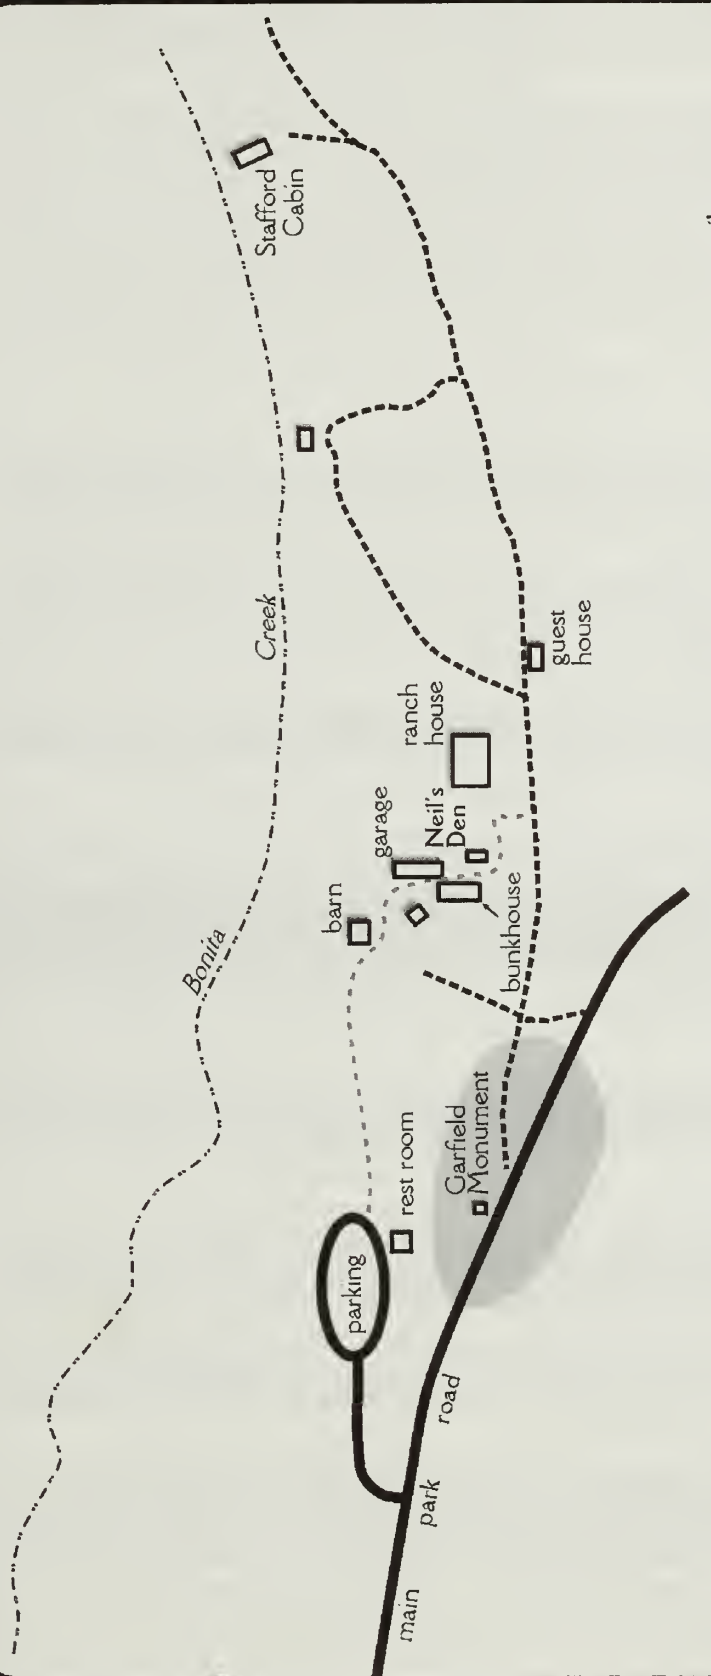 Stafford
Cabin
Creek
Bonita
guest
house
ranch
house
garage
Neil's
Den
barn
bunkhouse
Garfield
Monument
rest room
parking
main
park
road